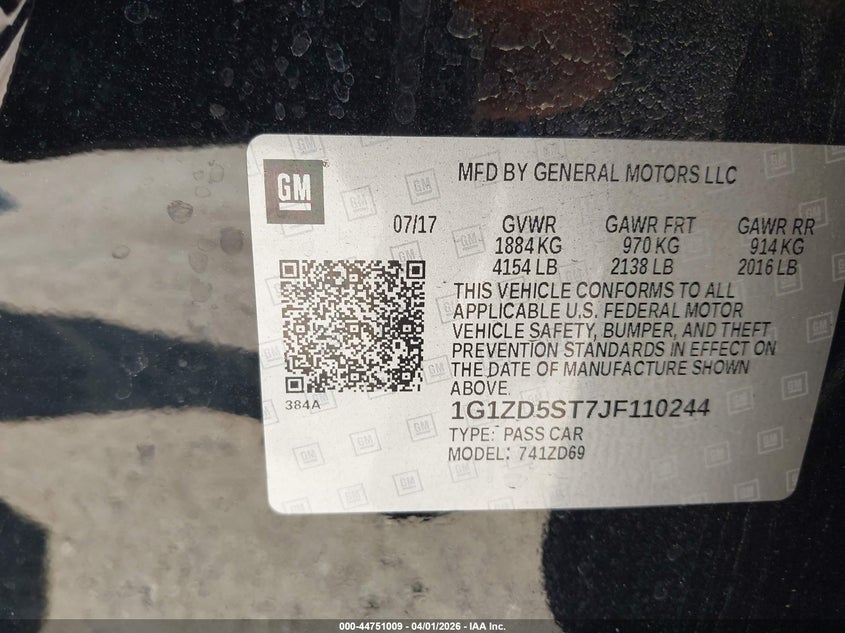 GM
MFD BY GENERAL MOTORS LLC
07/17 GVWR GAWR FRT GAWR RR
1884 KG 970 KG 914 KG
4154 LB 2138 LB 2016 LB
THIS VEHICLE CONFORMS TO ALL
APPLICABLE U.S. FEDERAL MOTOR
VEHICLE SAFETY, BUMPER, AND THEFT
PREVENTION STANDARDS IN EFFECT ON
THE DATE OF MANUFACTURE SHOWN
ABOVE.
384A
1G1ZD5ST7JF110244
TYPE: PASS CAR
MODEL: 741ZD69
000-44751009 - 04/01/2026 - IAA Inc.